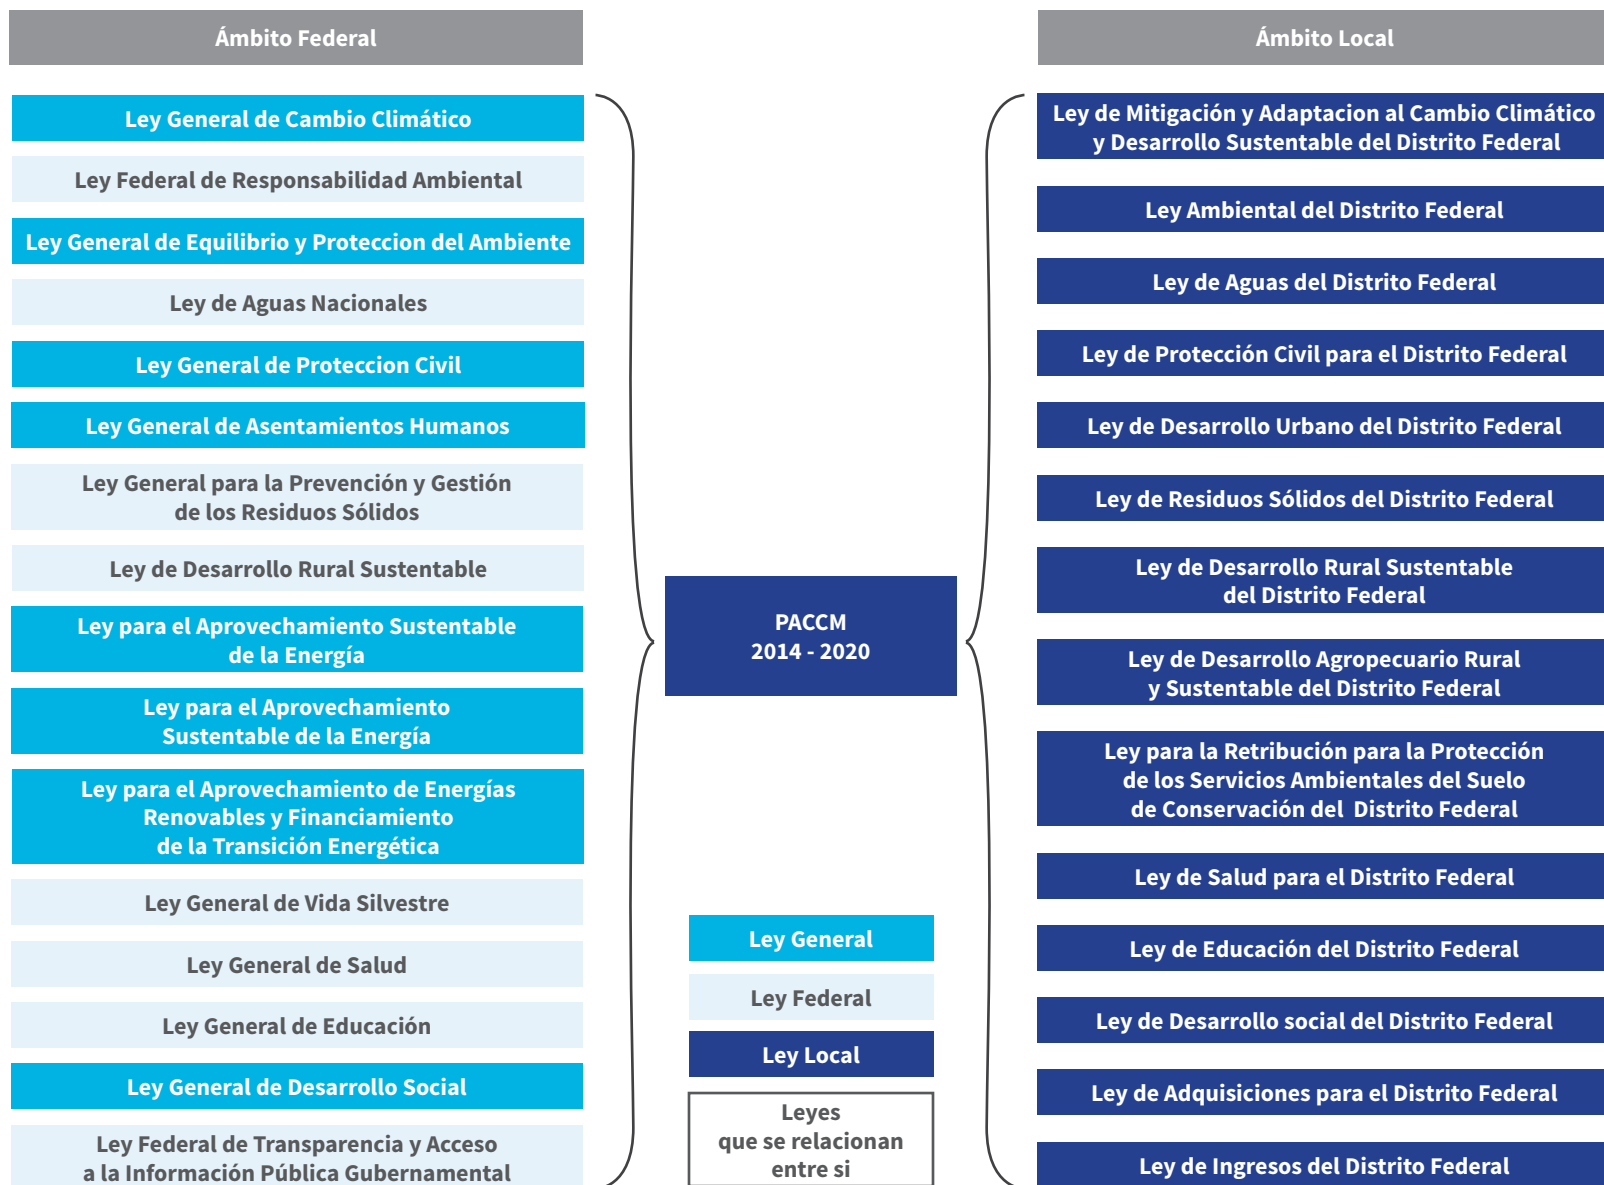 Ámbito Federal
Ley General de Cambio Climático
Ley Federal de Responsabilidad Ambiental
Ley General de Equilibrio y Proteccion del Ambiente
Ley de Aguas Nacionales
Ley General de Proteccion Civil
Ley General de Asentamientos Humanos
Ley General para la Prevención y Gestión
de los Residuos Sólidos
Ley de Desarrollo Rural Sustentable
Ley para el Aprovechamiento Sustentable
de la Energía
Ley para el Aprovechamiento
Sustentable de la Energía
Ley para el Aprovechamiento de Energías
Renovables y Financiamiento
de la Transición Energética
Ley General de Vida Silvestre
Ley General de Salud
Ley General de Educación
Ley General de Desarrollo Social
Ley Federal de Transparencia y Acceso
a la Información Pública Gubernamental
PACCM
2014 - 2020
Ley General
Ley Federal
Ley Local
Leyes
que se relacionan
entre si
Ámbito Local
Ley de Mitigación y Adaptacion al Cambio Climático
y Desarrollo Sustentable del Distrito Federal
Ley Ambiental del Distrito Federal
Ley de Aguas del Distrito Federal
Ley de Protección Civil para el Distrito Federal
Ley de Desarrollo Urbano del Distrito Federal
Ley de Residuos Sólidos del Distrito Federal
Ley de Desarrollo Rural Sustentable
del Distrito Federal
Ley de Desarrollo Agropecuario Rural
y Sustentable del Distrito Federal
Ley para la Retribución para la Protección
de los Servicios Ambientales del Suelo
de Conservación del Distrito Federal
Ley de Salud para el Distrito Federal
Ley de Educación del Distrito Federal
Ley de Desarrollo social del Distrito Federal
Ley de Adquisiciones para el Distrito Federal
Ley de Ingresos del Distrito Federal